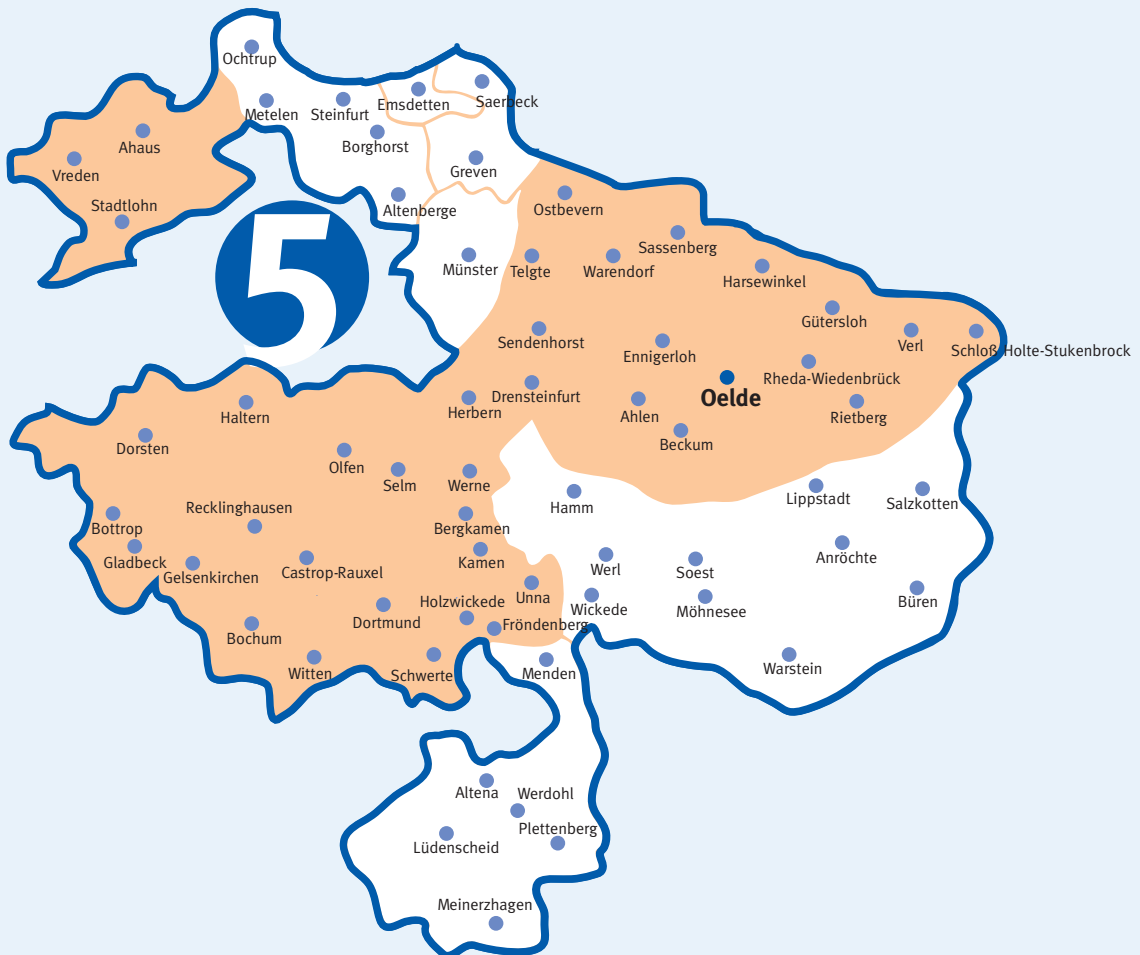 Ochtrup
Metelen
Steinfurt
Emsdetten
Saerbeck
Ahaus
Borghorst
Vreden
Greven
Stadtlohn
Altenberge
Ostbevern
5
Sassenberg
Münster
Telgte
Warendorf
Harsewinkel
Gütersloh
Sendenhorst
Ennigerloh
Verl
Schloß Holte-Stukenbrock
Rheda-Wiedenbrück
Haltern
Herbern
Drensteinfurt
Oelde
Ahlen
Rietberg
Dorsten
Beckum
Olfen
Selm
Werne
Hamm
Lippstadt
Salzkotten
Recklinghausen
Bottrop
Bergkamen
Gladbeck
Gelsenkirchen
Castrop-Rauxel
Kamen
Werl
Soest
Anröchte
Holzwickede
Unna
Wickede
Möhnesee
Büren
Dortmund
Fröndenberg
Bochum
Witten
Schwerte
Menden
Warstein
Altena
Werdohl
Plettenberg
Lüdenscheid
Meinerzhagen